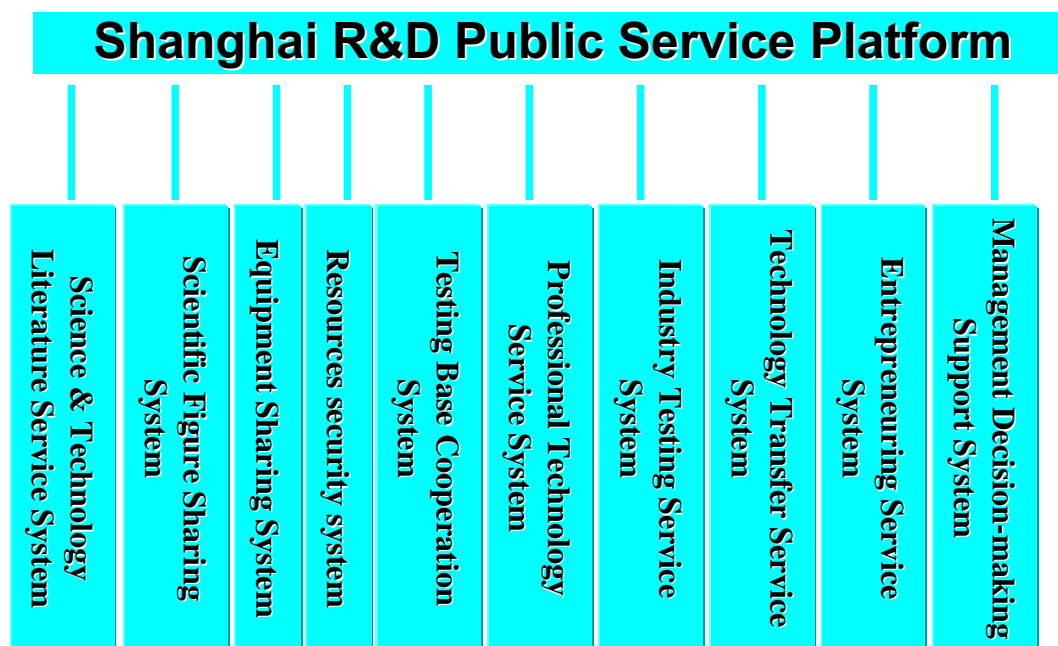 Shanghai R&D Public Service Platform
Science & Technology
Literature Service System
Scientific Figure Sharing
System
Equipment Sharing System
Resources security system
Testing Base Cooperation
System
Professional Technology
Service System
Industry Testing Service
System
Technology Transfer Service
System
Entrepreneuring Service
System
Management Decision-making
Support System